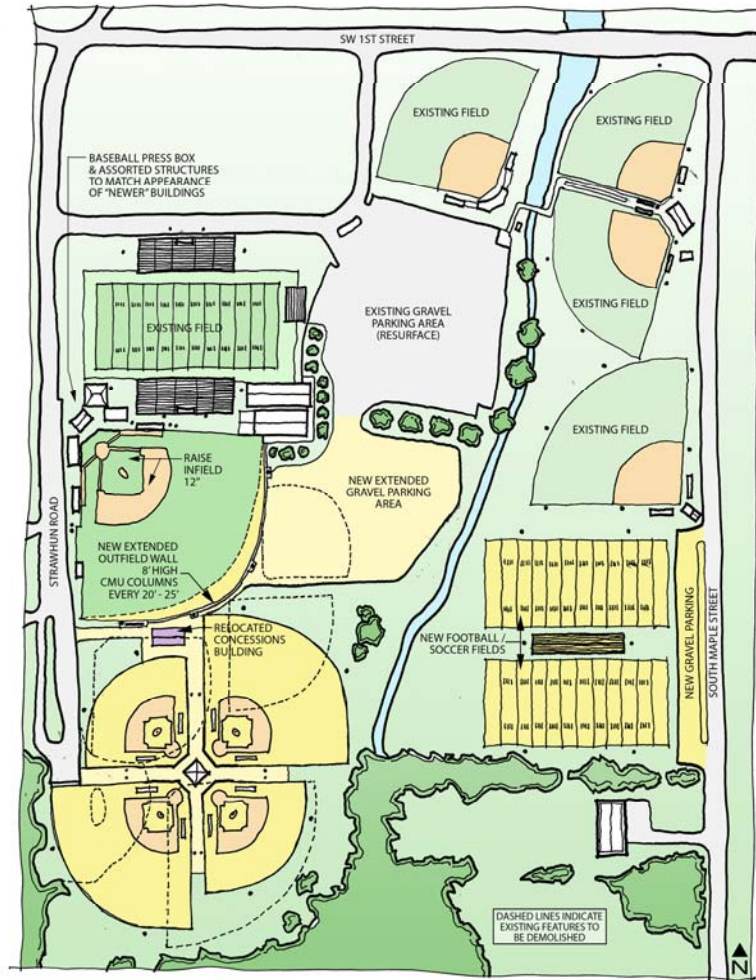 SW 1ST STREET
EXISTING FIELD
EXISTING FIELD
BASEBALL PRESS BOX
& ASSORTED STRUCTURES
TO MATCH APPEARANCE
OF "NEWER" BUILDINGS
EXISTING FIELD
EXISTING GRAVEL
PARKING AREA
(RESURFACE)
EXISTING FIELD
EXISTING FIELD
RAISE
INFIELD
12"
NEW EXTENDED
GRAVEL PARKING
AREA
STRAWHUN ROAD
NEW EXTENDED
OUTFIELD WALL
8' HIGH
CMU COLUMNS
EVERY 20' - 25'
RELOCATED
CONCESSIONS
BUILDING
NEW FOOTBALL /
SOCCER FIELDS
NEW GRAVEL PARKING
SOUTH MAPLE STREET
DASHED LINES INDICATE
EXISTING FEATURES TO
BE DEMOLISHED
N